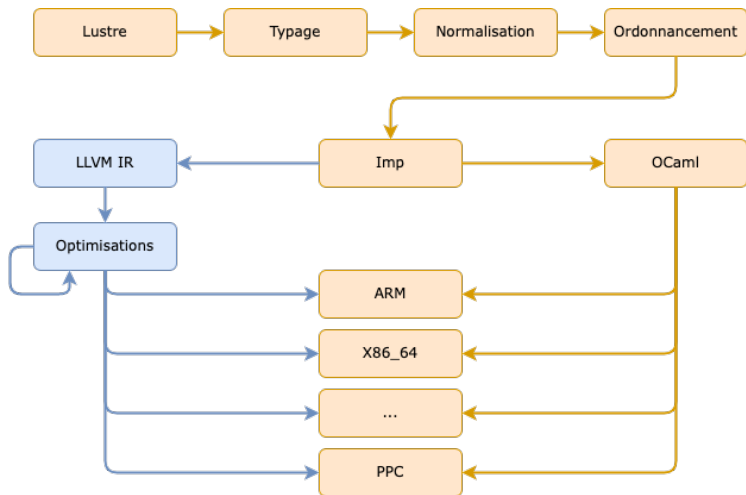 Lustre
Typage
Normalisation
Ordonnancement
LLVM IR
Imp
OCaml
Optimisations
ARM
X86_64
...
PPC